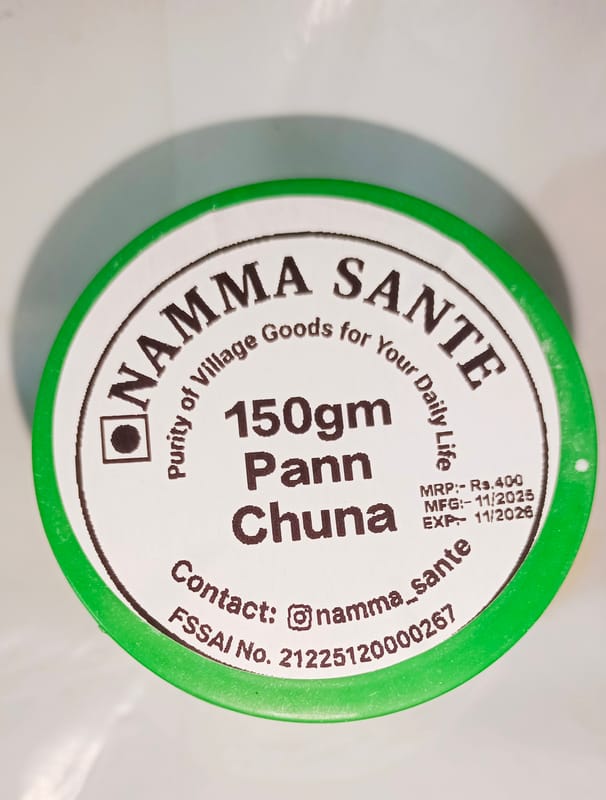 NAMMA SANTE
Purity of Village Goods for Your Daily Life
150gm
Pann
Chuna
MRP:- Rs.400
MFG:- 11/2025
EXP:- 11/2026
Contact: namma_sante
FSSAI No. 21225120000267